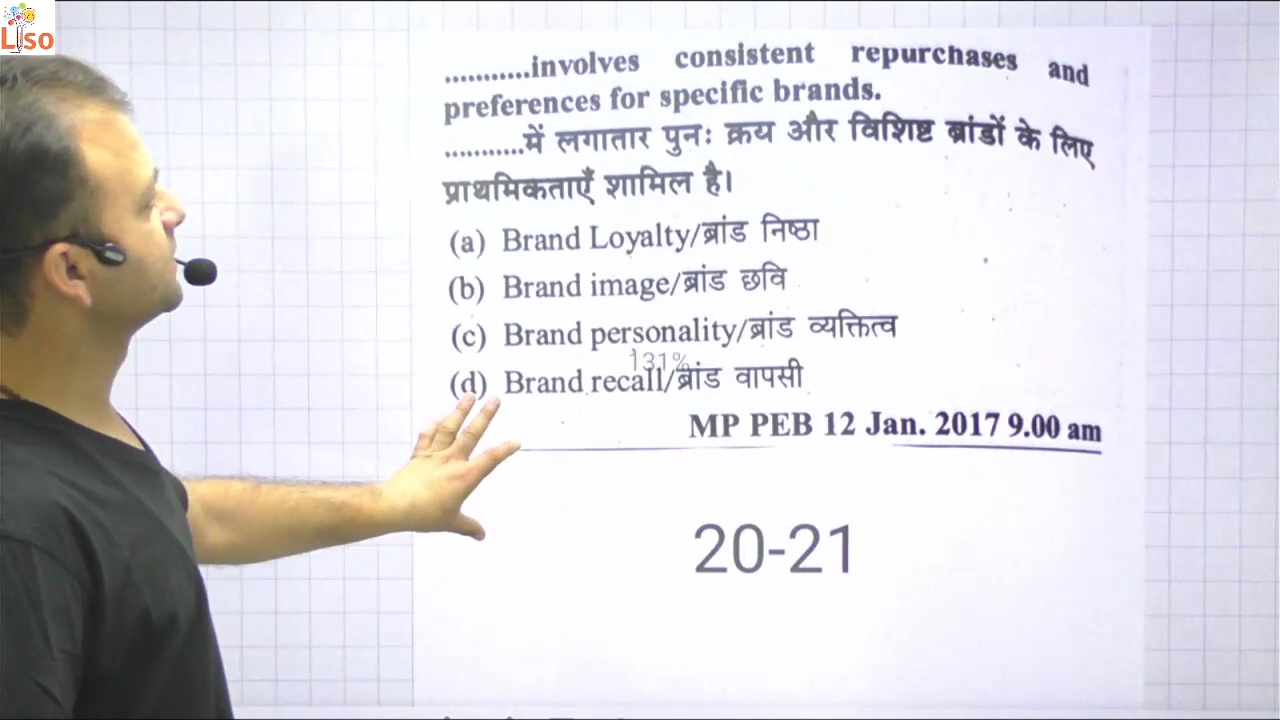 Liso
...........involves consistent repurchases and
preferences for specific brands.
...........में लगातार पुनः क्रय और विशिष्ट ब्रांडों के लिए
प्राथमिकताएँ शामिल है।
(a) Brand Loyalty/ब्रांड निष्ठा
(b) Brand image/ब्रांड छवि
(c) Brand personality/ब्रांड व्यक्तित्व
131%
(d) Brand recall/ब्रांड वापसी
MP PEB 12 Jan. 2017 9.00 am
20-21